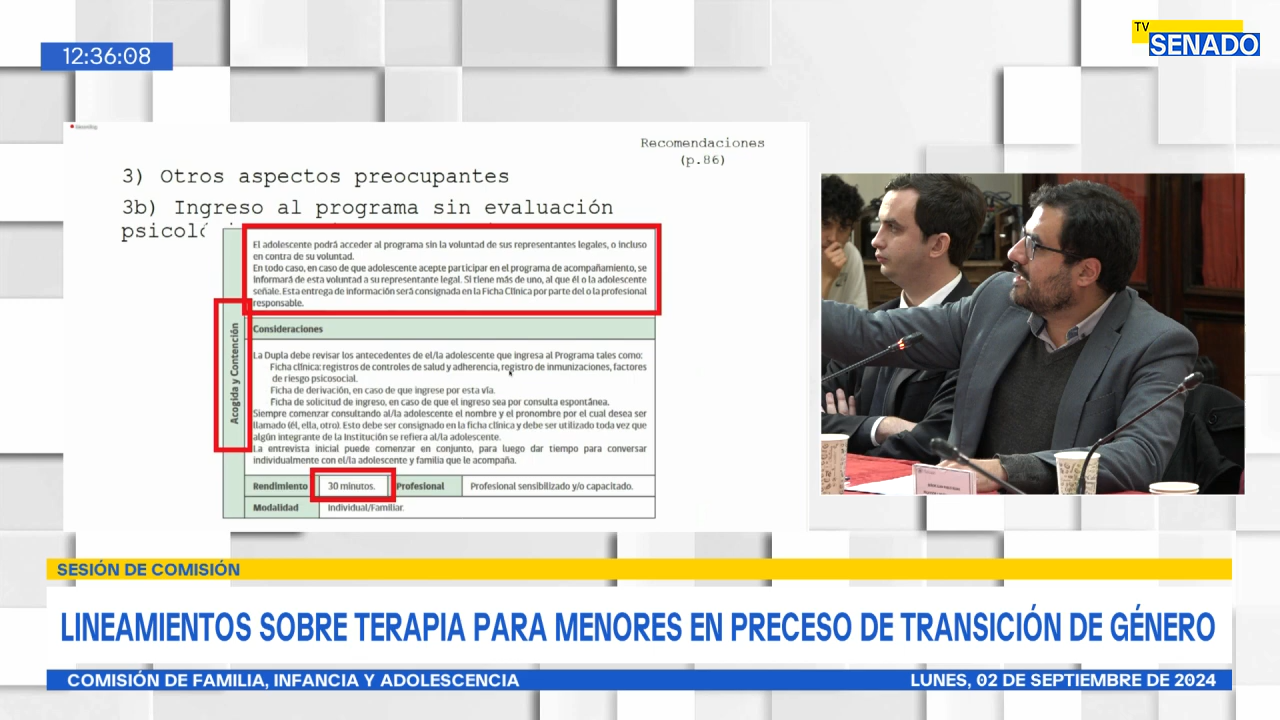 12:36:08
TV
SENADO
Recording
Recomendaciones
(p.86)
3) Otros aspectos preocupantes
3b) Ingreso al programa sin evaluación
El adolescente podrá acceder al programa sin la voluntad de sus representantes legales, o incluso
en contra de su voluntad.
En todo caso, en caso de que adolescente acepte participar en el programa de acompañamiento, se
informará de esta voluntad a su representante legal. Si tiene más de uno, al que él o la adolescente
señale. Esta entrega de información será consignada en la Ficha Clínica por parte del o la profesional
responsable.
Acogida y Contención
Consideraciones
La Dupla debe revisar los antecedentes de el/la adolescente que ingresa al Programa tales como:
Ficha clínica: registros de controles de salud y adherencia, registro de inmunizaciones, factores
de riesgo psicosocial.
Ficha de derivación, en caso de que ingrese por esta vía.
Ficha de solicitud de ingreso, en caso de que el ingreso sea por consulta espontánea.
Siempre comenzar consultando al/la adolescente el nombre y el pronombre por el cual desea ser
llamado (él, ella, otro). Esto debe ser consignado en la ficha clínica y debe ser utilizado toda vez que
algún integrante de la Institución se refiera al/la adolescente.
La entrevista inicial puede comenzar en conjunto, para luego dar tiempo para conversar
individualmente con el/la adolescente y familia que le acompaña.
Rendimiento 30 minutos. Profesional Profesional sensibilizado y/o capacitado.
Modalidad Individual/Familiar.
SESIÓN DE COMISIÓN
LINEAMIENTOS SOBRE TERAPIA PARA MENORES EN PRECESO DE TRANSICIÓN DE GÉNERO
COMISIÓN DE FAMILIA, INFANCIA Y ADOLESCENCIA
LUNES, 02 DE SEPTIEMBRE DE 2024